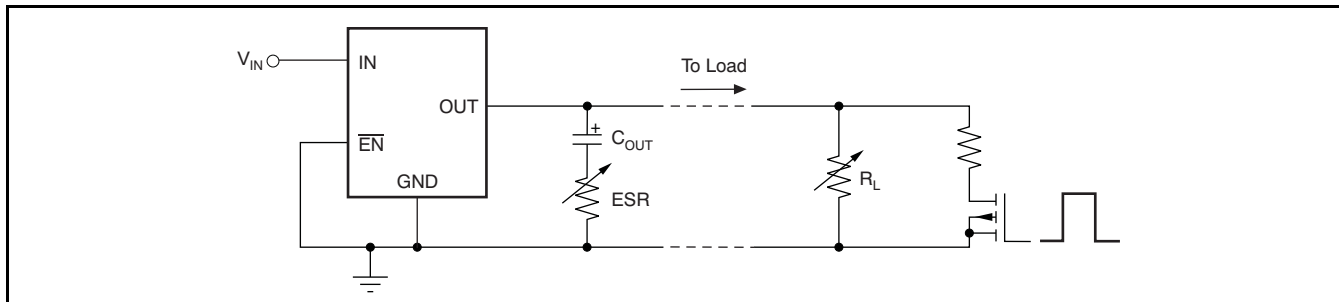 V_IN
IN
To Load
OUT
+
C_OUT
EN
GND
ESR
R_L